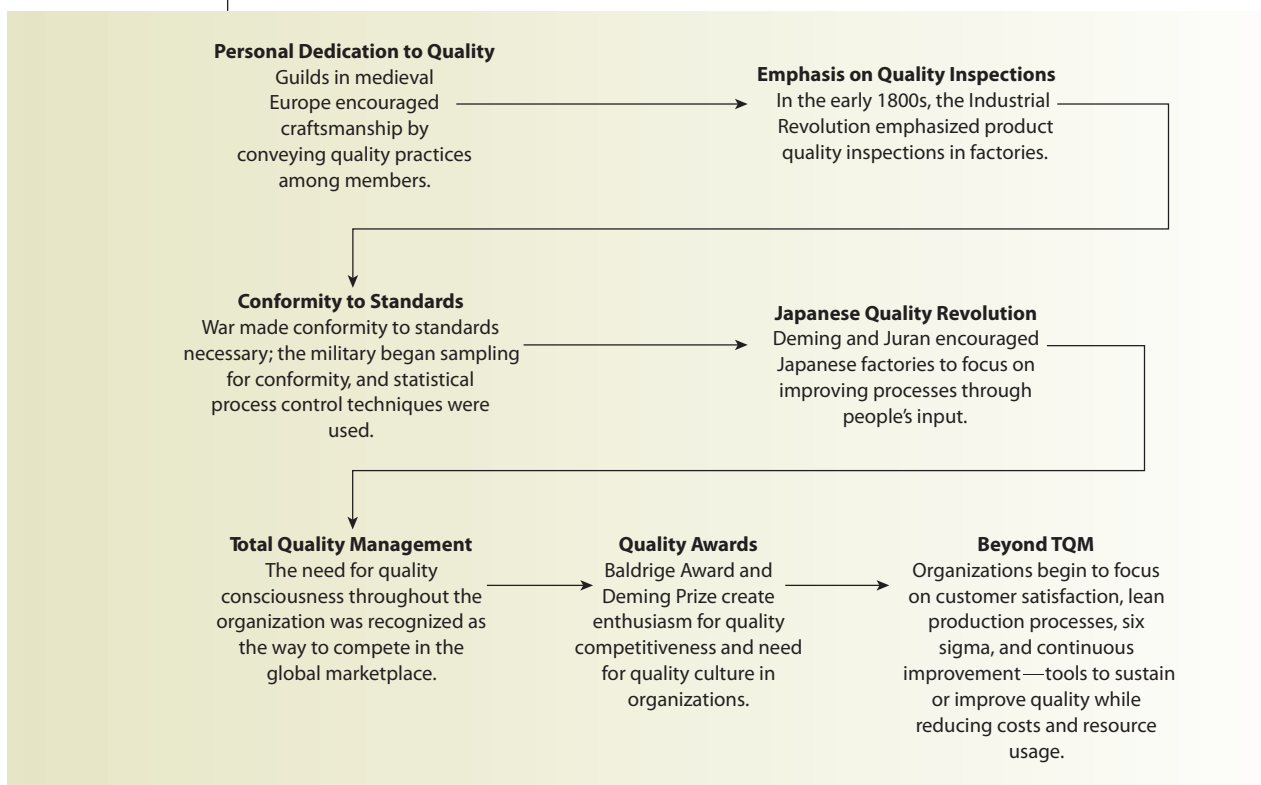 Personal Dedication to Quality
Guilds in medieval
Europe encouraged
craftsmanship by
conveying quality practices
among members.
Emphasis on Quality Inspections
In the early 1800s, the Industrial
Revolution emphasized product
quality inspections in factories.
Conformity to Standards
War made conformity to standards
necessary; the military began sampling
for conformity, and statistical
process control techniques were
used.
Japanese Quality Revolution
Deming and Juran encouraged
Japanese factories to focus on
improving processes through
people's input.
Total Quality Management
The need for quality
consciousness throughout the
organization was recognized as
the way to compete in the
global marketplace.
Quality Awards
Baldrige Award and
Deming Prize create
enthusiasm for quality
competitiveness and need
for quality culture in
organizations.
Beyond TQM
Organizations begin to focus
on customer satisfaction, lean
production processes, six
sigma, and continuous
improvement—tools to sustain
or improve quality while
reducing costs and resource
usage.